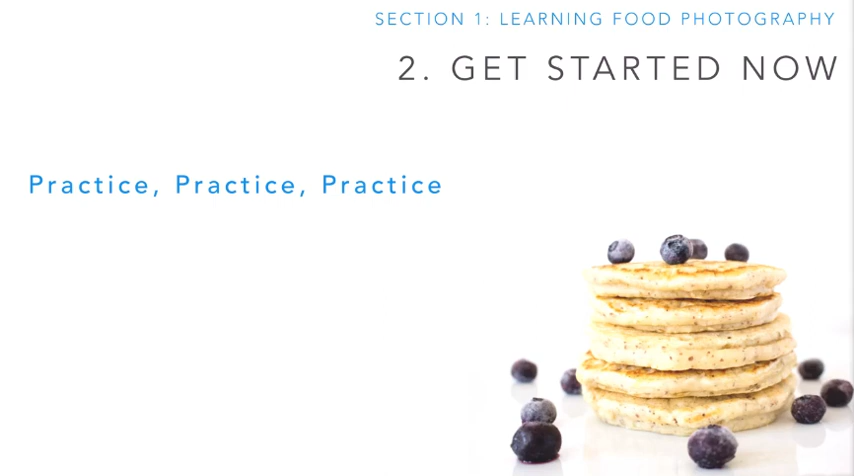 SECTION 1: LEARNING FOOD PHOTOGRAPHY
2. GET STARTED NOW
Practice, Practice, Practice